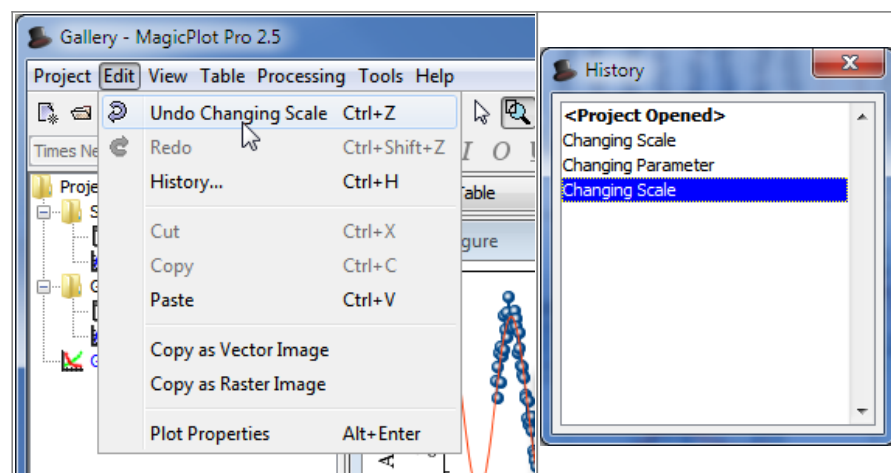 Gallery - MagicPlot Pro 2.5
Project Edit View Table Processing Tools Help
Undo Changing Scale Ctrl+Z
Redo Ctrl+Shift+Z
History... Ctrl+H
Cut Ctrl+X
Copy Ctrl+C
Paste Ctrl+V
Copy as Vector Image
Copy as Raster Image
Plot Properties Alt+Enter
Times Ne
I O
Proje
S
G
G
able
gure
A
History
<Project Opened>
Changing Scale
Changing Parameter
Changing Scale